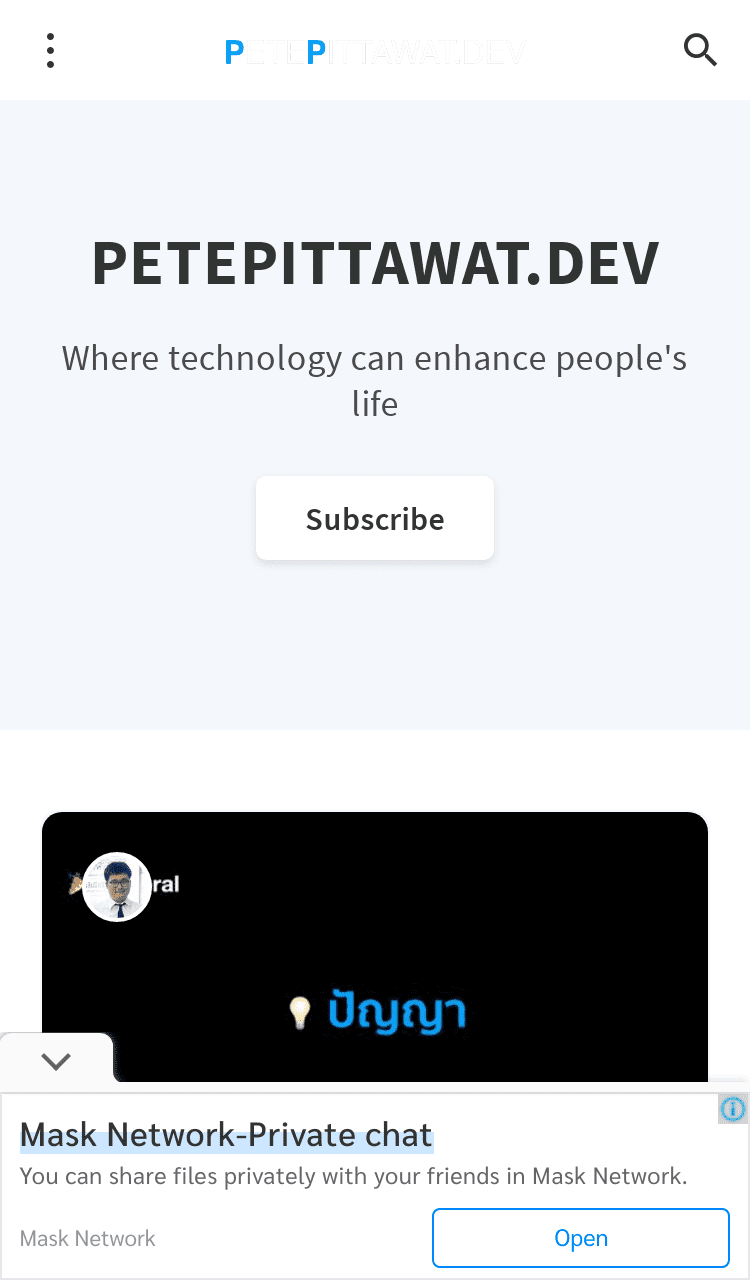 PETEPITTAWAT.DEV
PETEPITTAWAT.DEV
Where technology can enhance people's
life
Subscribe
ปัญญา
Mask Network-Private chat
You can share files privately with your friends in Mask Network.
Mask Network
Open